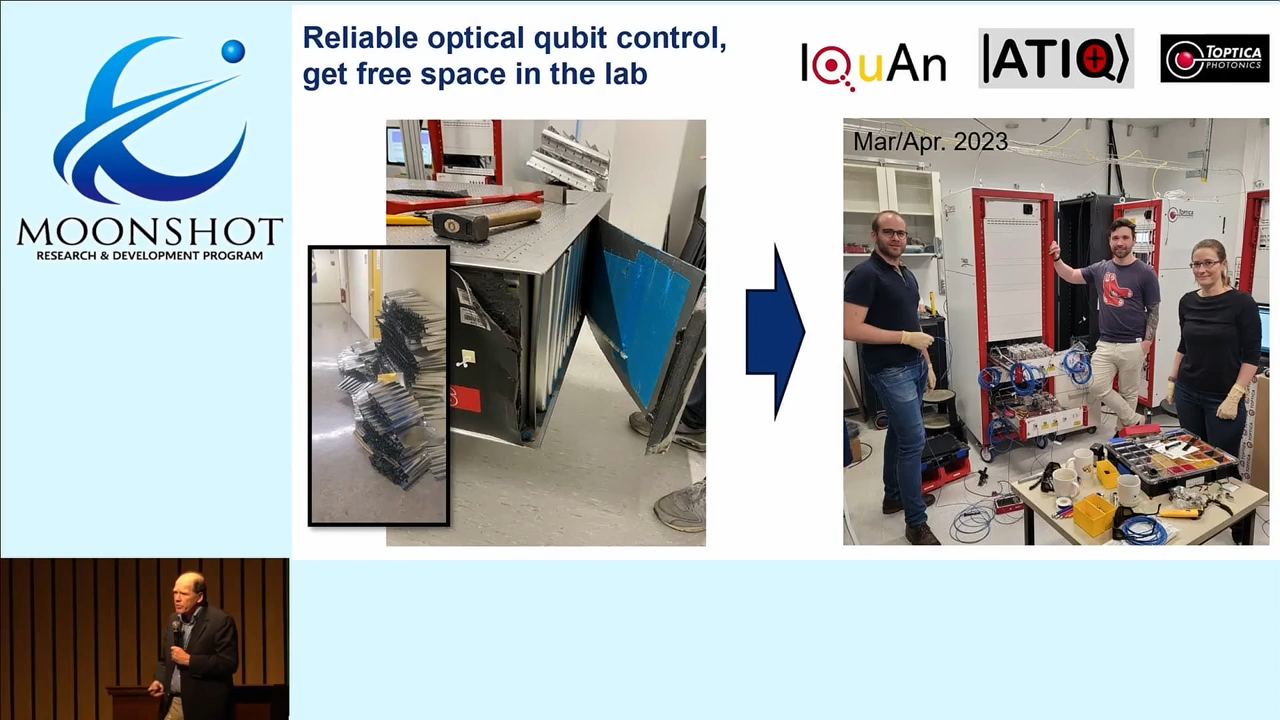 MOONSHOT
RESEARCH & DEVELOPMENT PROGRAM
Reliable optical qubit control,
get free space in the lab
IQuAn
|ATIQ⟩
TOPTICA
PHOTONICS
Mar/Apr. 2023
TOPTICA